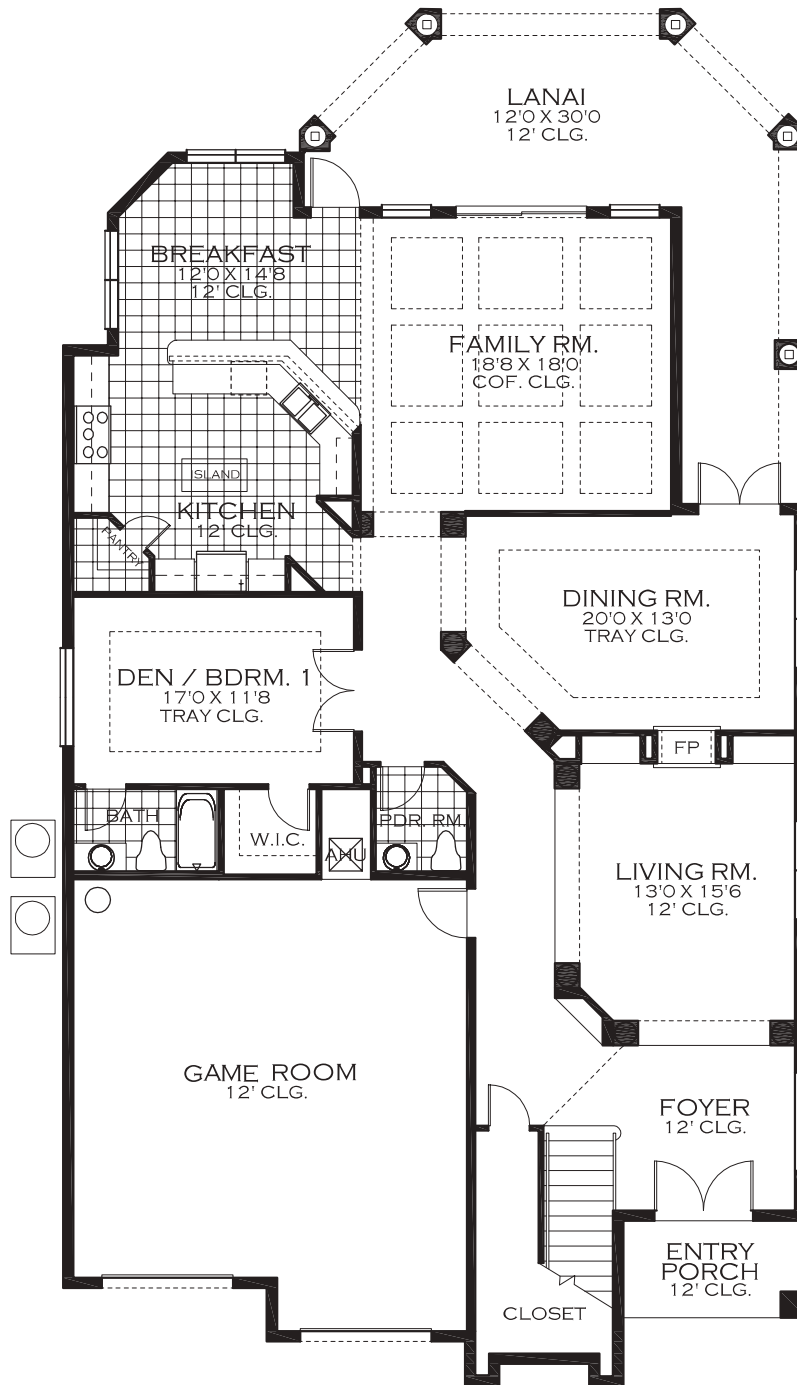 LANAI
12'0 X 30'0
12' CLG.
BREAKFAST
12'0 X 14'8
12' CLG.
FAMILY RM.
18'8 X 18'0
COF. CLG.
ISLAND
KITCHEN
12' CLG.
PANTRY
DINING RM.
20'0 X 13'0
TRAY CLG.
DEN / BDRM. 1
17'0 X 11'8
TRAY CLG.
FP
BATH
W.I.C.
AHU
PDR. RM.
LIVING RM.
13'0 X 15'6
12' CLG.
GAME ROOM
12' CLG.
FOYER
12' CLG.
ENTRY
PORCH
12' CLG.
CLOSET